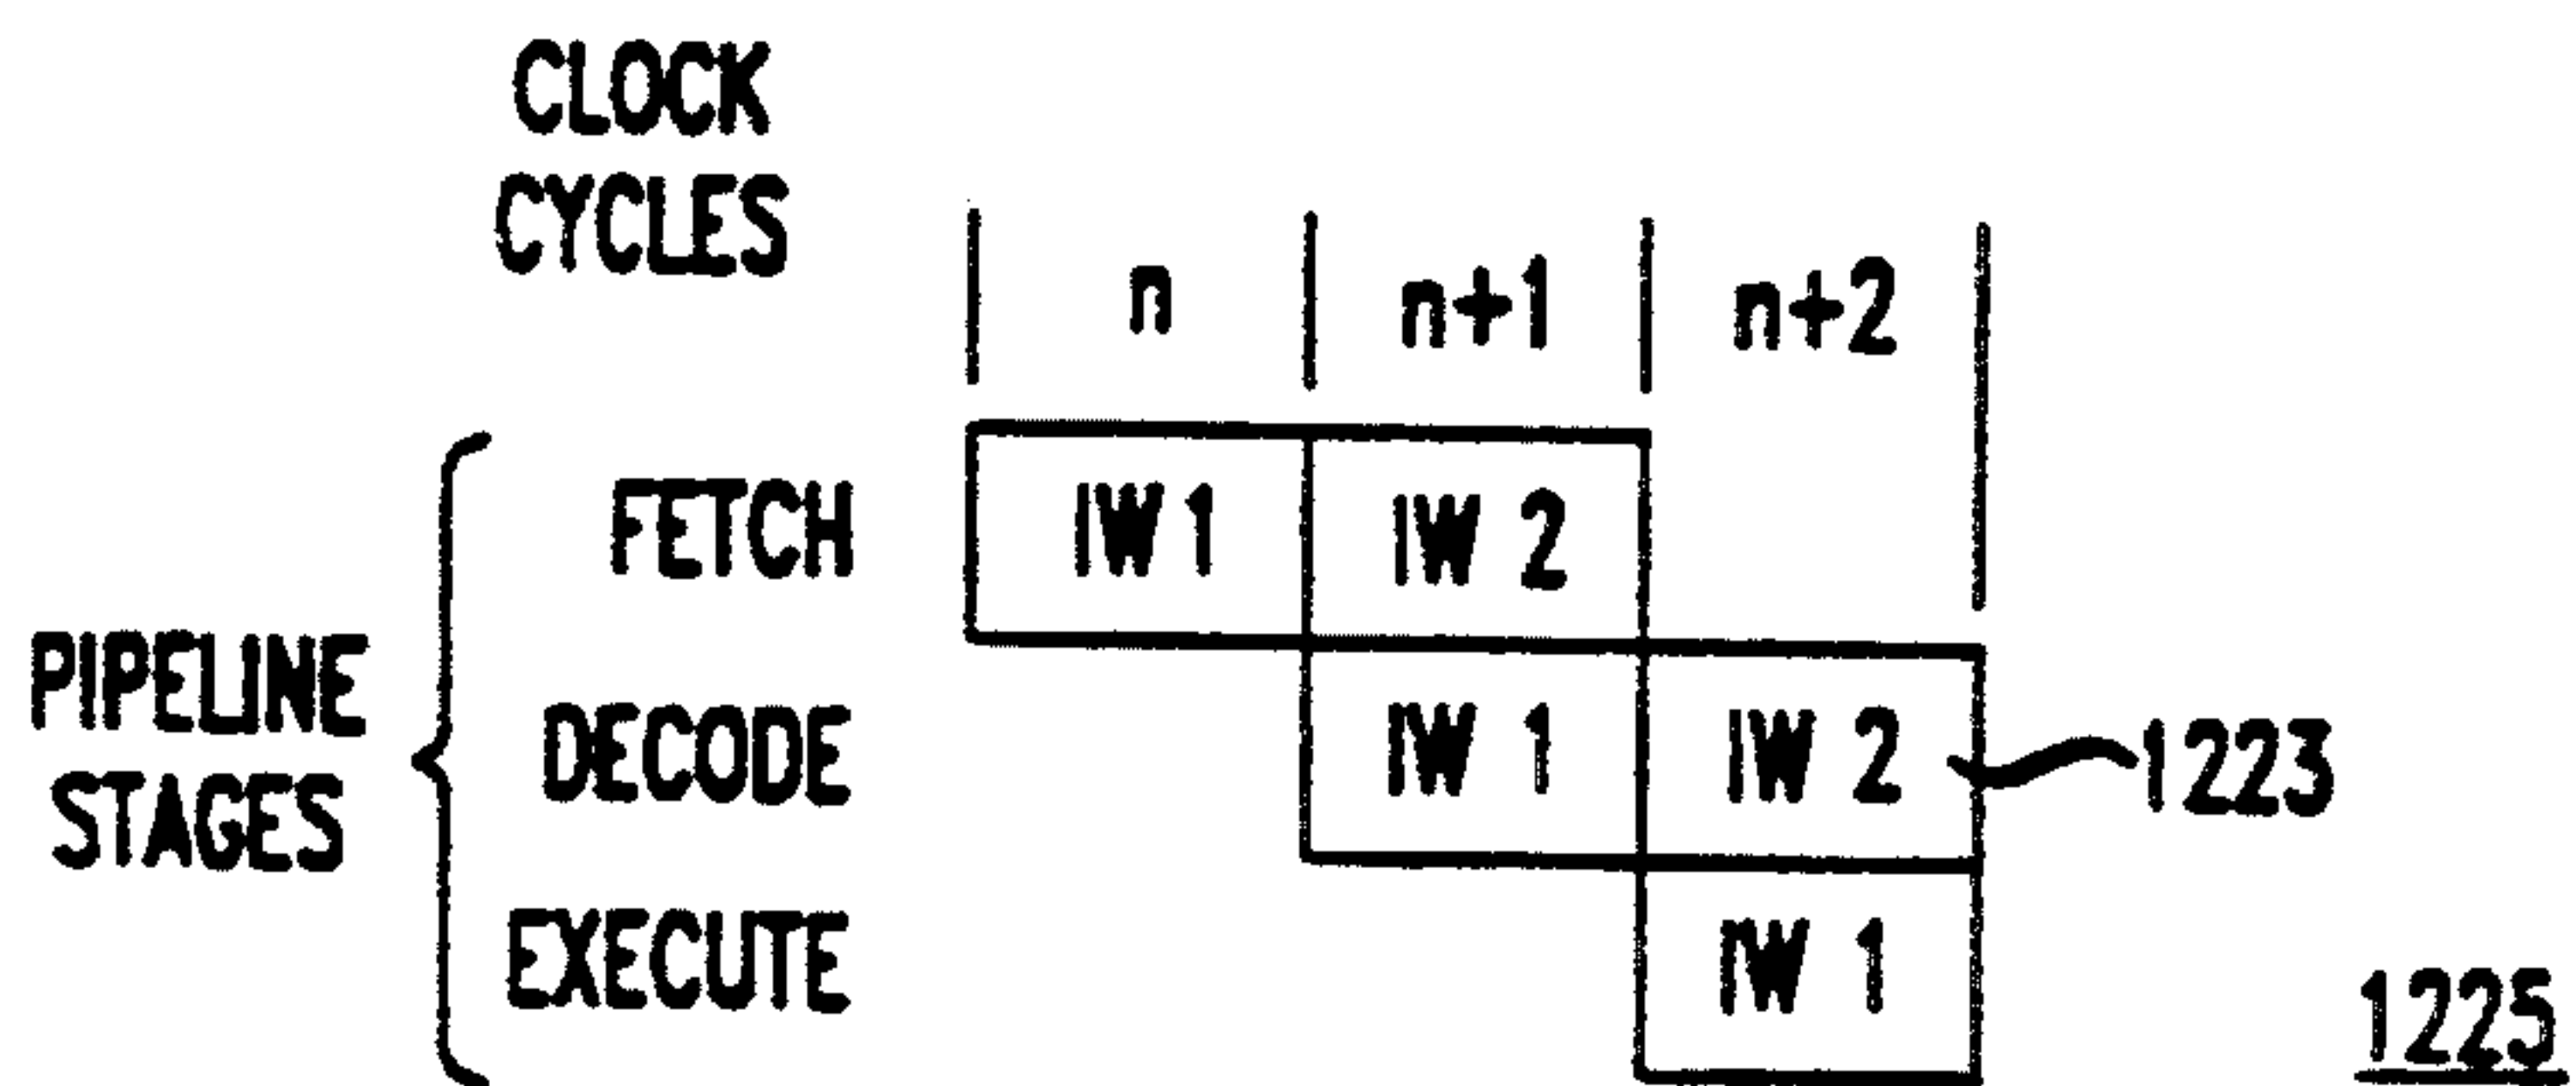 CLOCK
CYCLES
n n+1 n+2
FETCH IW 1 IW 2
PIPELINE
STAGES
DECODE IW 1 IW 2 1223
EXECUTE IW 1
1225